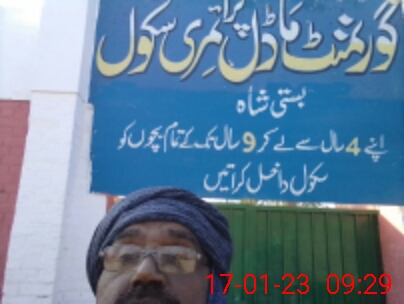 گورنمنٹ ماڈل پرائمری سکول
بستی شاہ
اپنے 4 سال سے لے کر 9 سال تک کے تمام بچوں کو
سکول داخل کرائیں
17-01-23 09:29